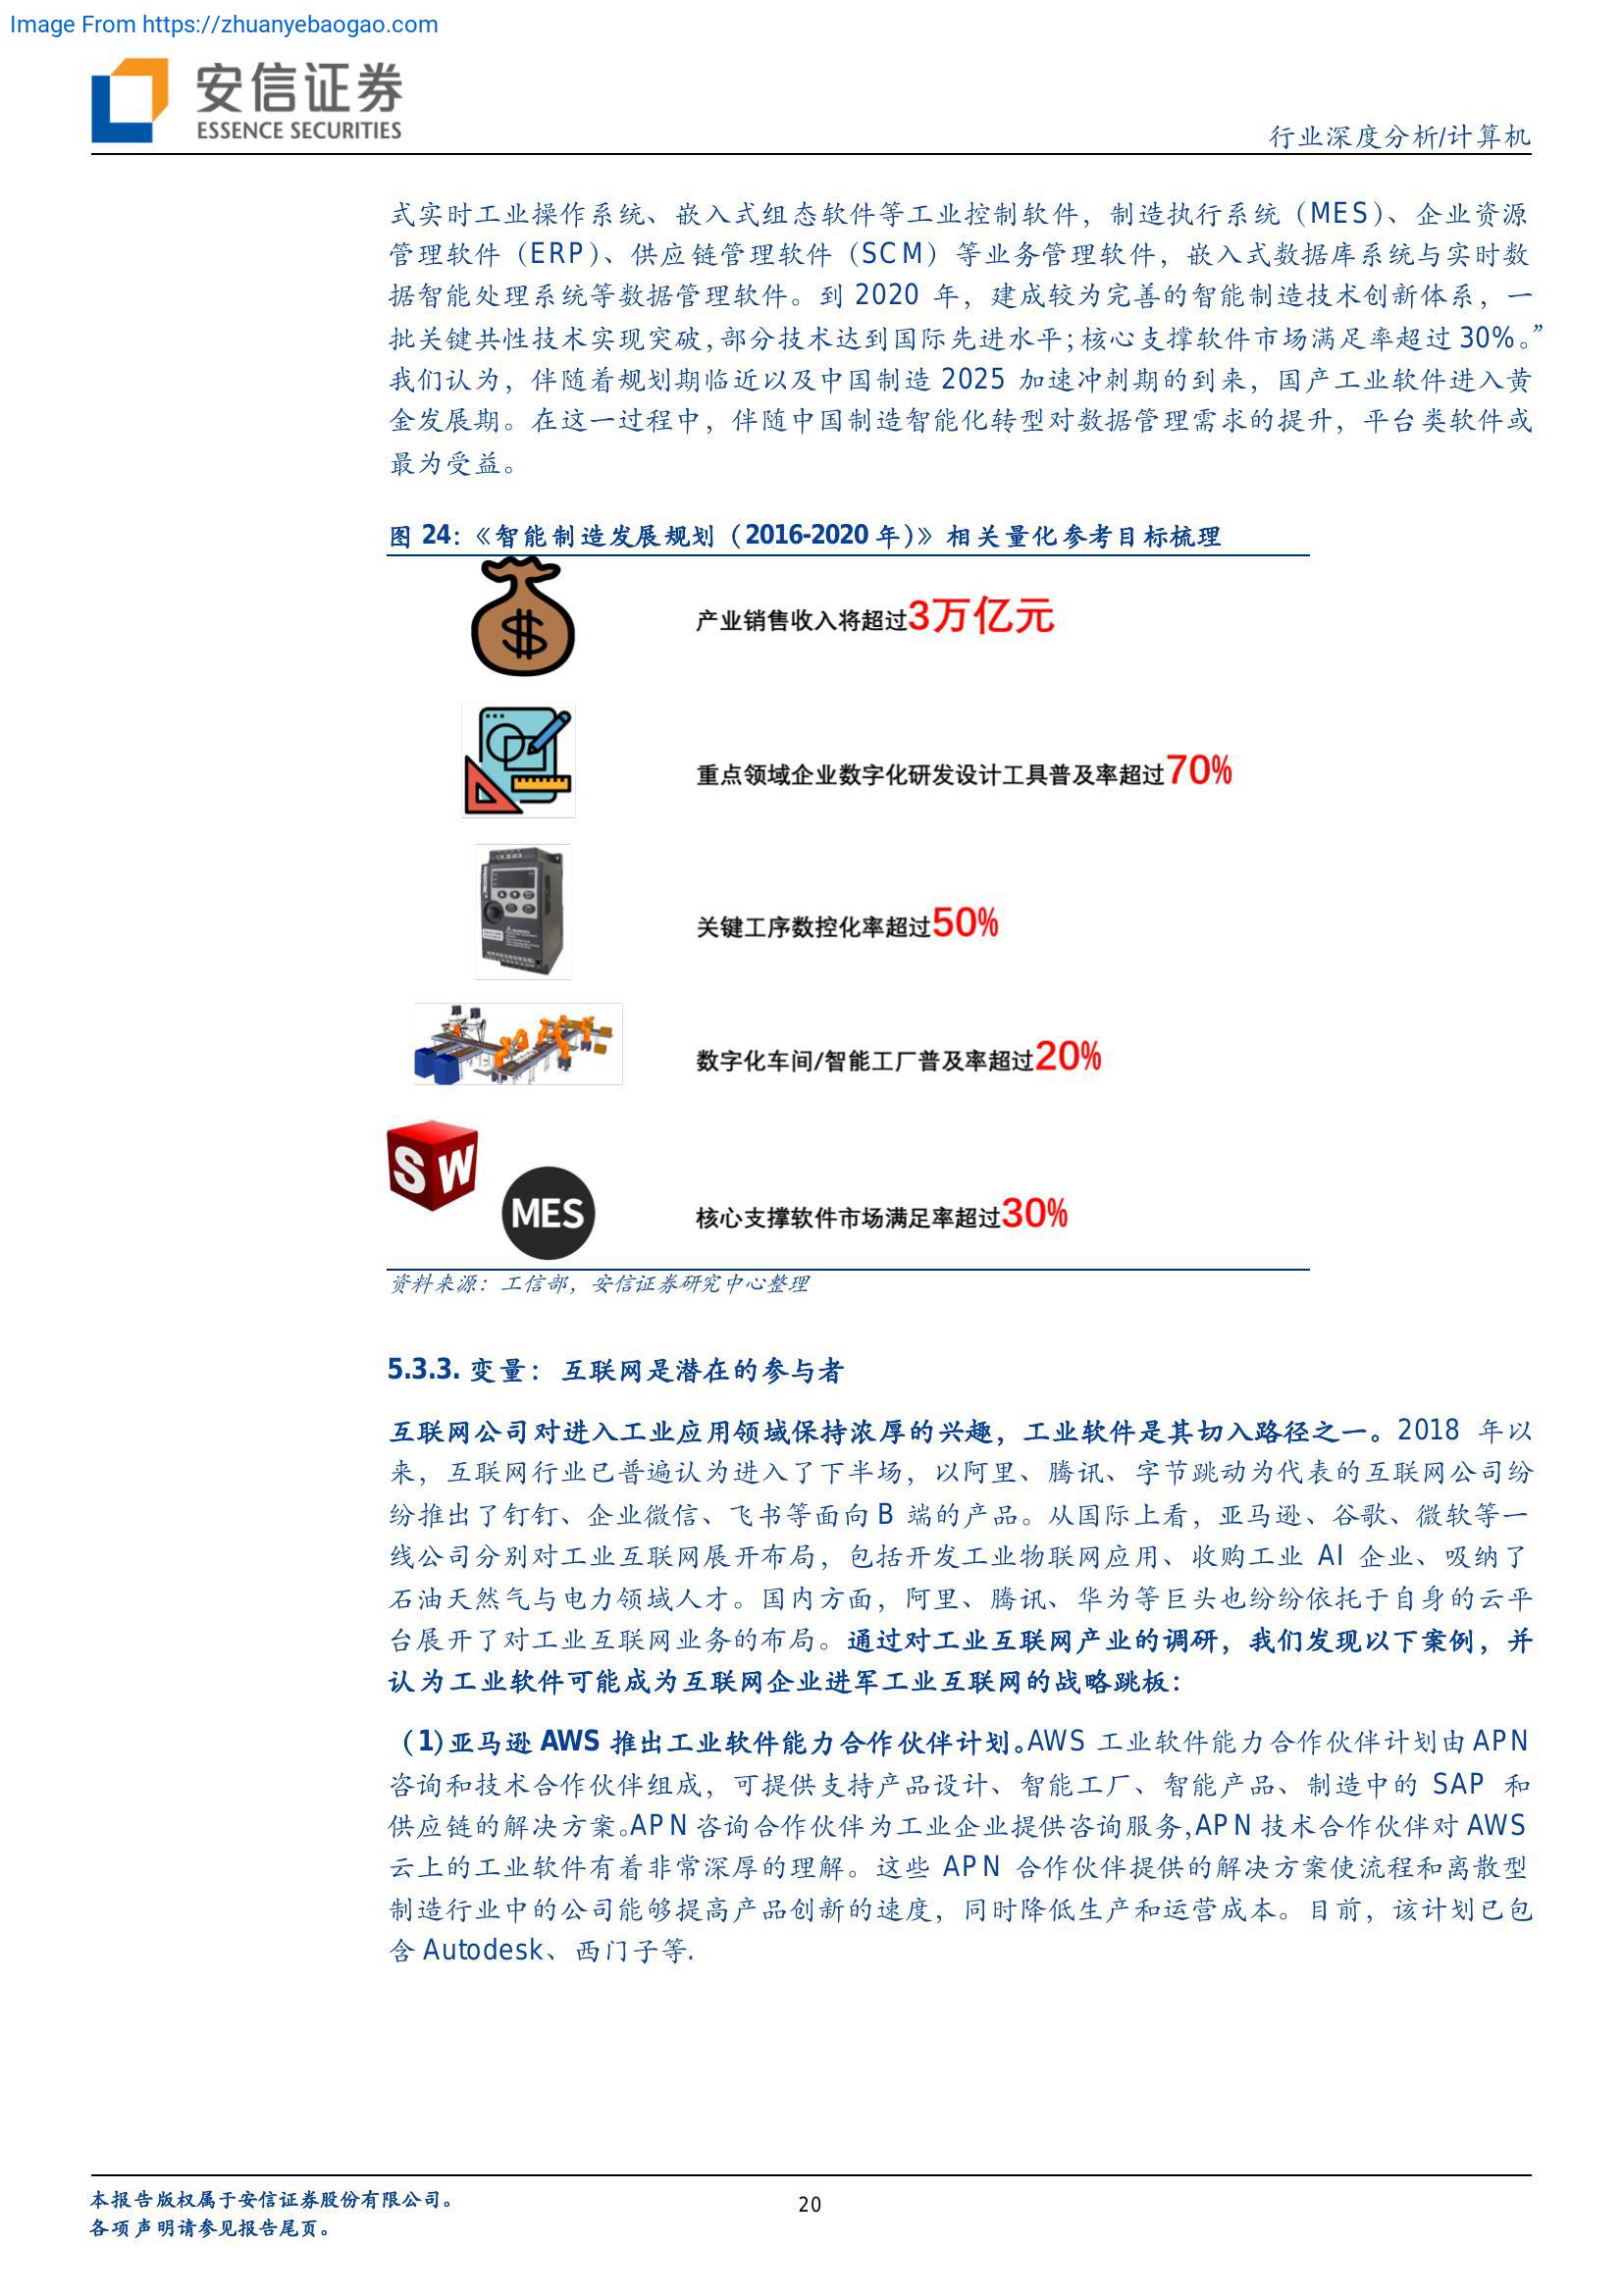 Image From https://zhuanyebaogao.com
安信证券
ESSENCE SECURITIES
行业深度分析/计算机
式实时工业操作系统、嵌入式组态软件等工业控制软件，制造执行系统（MES）、企业资源
管理软件（ERP）、供应链管理软件（SCM）等业务管理软件，嵌入式数据库系统与实时数
据智能处理系统等数据管理软件。到 2020 年，建成较为完善的智能制造技术创新体系，一
批关键共性技术实现突破，部分技术达到国际先进水平；核心支撑软件市场满足率超过 30%。”
我们认为，伴随着规划期临近以及中国制造 2025 加速冲刺期的到来，国产工业软件进入黄
金发展期。在这一过程中，伴随中国制造智能化转型对数据管理需求的提升，平台类软件或
最为受益。
图 24：《智能制造发展规划（2016-2020 年）》相关量化参考目标梳理
产业销售收入将超过3万亿元
重点领域企业数字化研发设计工具普及率超过70%
关键工序数控化率超过50%
数字化车间/智能工厂普及率超过20%
SW
MES
核心支撑软件市场满足率超过30%
资料来源：工信部，安信证券研究中心整理
5.3.3. 变量：互联网是潜在的参与者
互联网公司对进入工业应用领域保持浓厚的兴趣，工业软件是其切入路径之一。2018 年以
来，互联网行业已普遍认为进入了下半场，以阿里、腾讯、字节跳动为代表的互联网公司纷
纷推出了钉钉、企业微信、飞书等面向 B 端的产品。从国际上看，亚马逊、谷歌、微软等一
线公司分别对工业互联网展开布局，包括开发工业物联网应用、收购工业 AI 企业、吸纳了
石油天然气与电力领域人才。国内方面，阿里、腾讯、华为等巨头也纷纷依托于自身的云平
台展开了对工业互联网业务的布局。通过对工业互联网产业的调研，我们发现以下案例，并
认为工业软件可能成为互联网企业进军工业互联网的战略跳板：
（1）亚马逊 AWS 推出工业软件能力合作伙伴计划。AWS 工业软件能力合作伙伴计划由 APN
咨询和技术合作伙伴组成，可提供支持产品设计、智能工厂、智能产品、制造中的 SAP 和
供应链的解决方案。APN 咨询合作伙伴为工业企业提供咨询服务，APN 技术合作伙伴对 AWS
云上的工业软件有着非常深厚的理解。这些 APN 合作伙伴提供的解决方案使流程和离散型
制造行业中的公司能够提高产品创新的速度，同时降低生产和运营成本。目前，该计划已包
含 Autodesk、西门子等.
本报告版权属于安信证券股份有限公司。
20
各项声明请参见报告尾页。